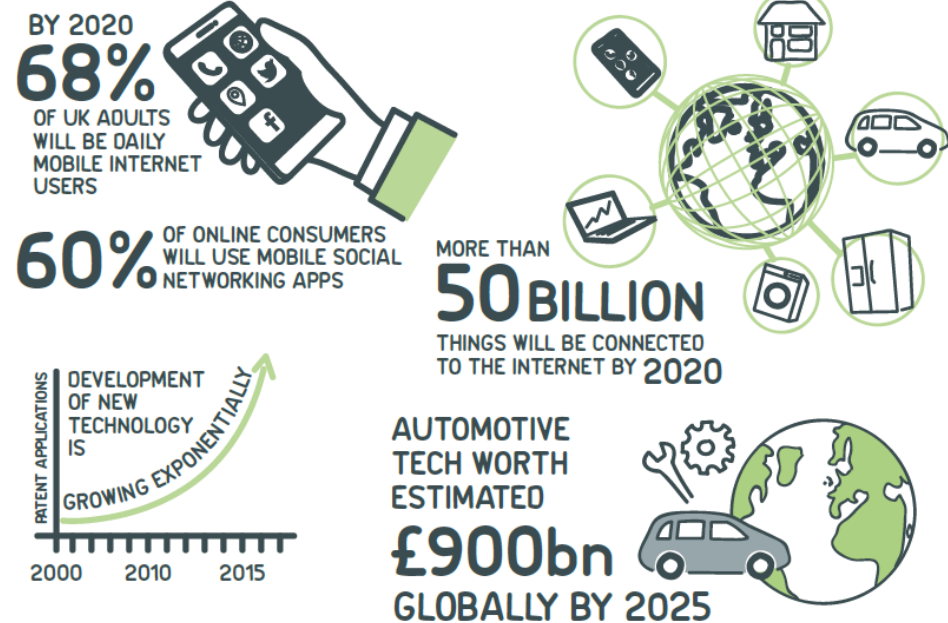 BY 2020
68%
OF UK ADULTS
WILL BE DAILY
MOBILE INTERNET
USERS
60%
OF ONLINE CONSUMERS
WILL USE MOBILE SOCIAL
NETWORKING APPS
MORE THAN
50 BILLION
THINGS WILL BE CONNECTED
TO THE INTERNET BY 2020
PATENT APPLICATIONS
DEVELOPMENT
OF NEW
TECHNOLOGY
IS
GROWING EXPONENTIALLY
2000 2010 2015
AUTOMOTIVE
TECH WORTH
ESTIMATED
£900bn
GLOBALLY BY 2025